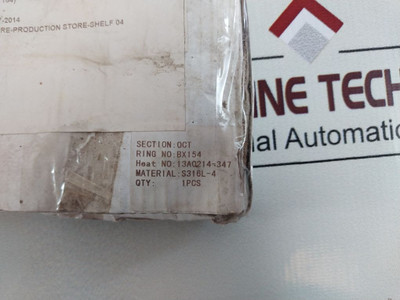 -2014
RE-PRODUCTION STORE-SHELF 04
SECTION:OCT
RING NO:BX154
Heat NO:13A0214-347
MATERIAL:S316L-4
QTY: 1PCS
INE TECH
al Automation